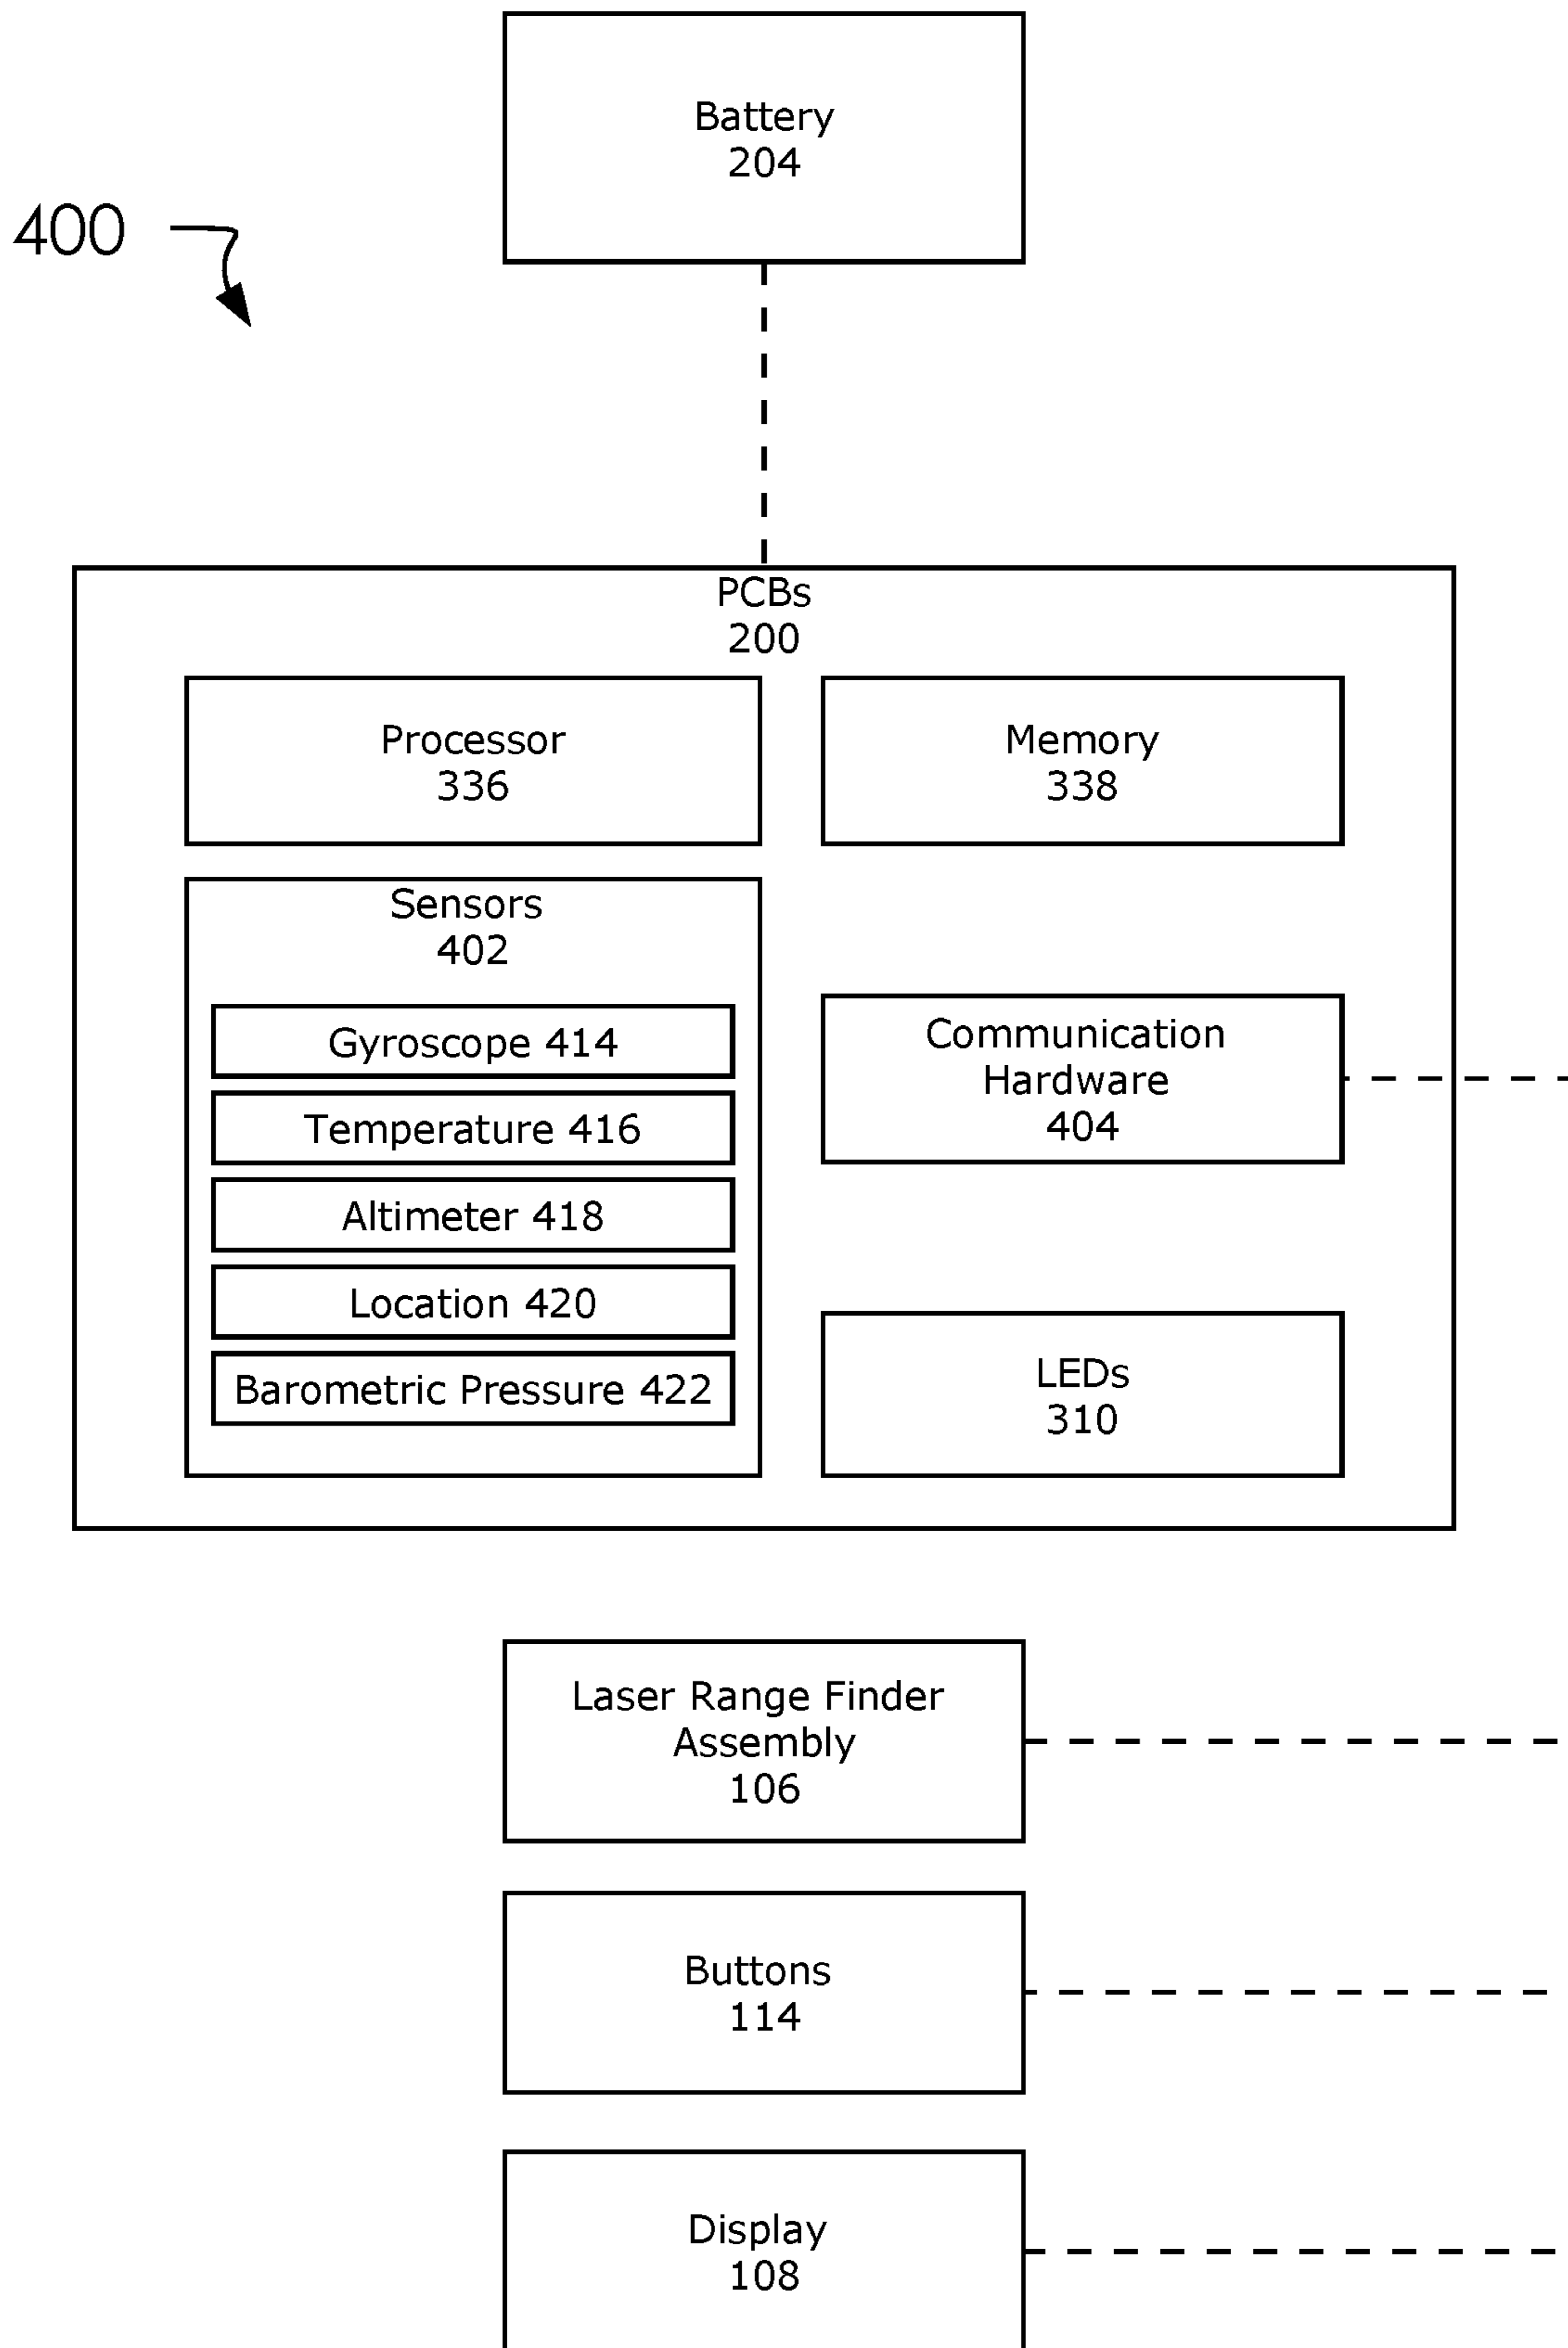 Battery
204
400
PCBs
200
Processor
336
Memory
338
Sensors
402
Gyroscope 414
Temperature 416
Altimeter 418
Location 420
Barometric Pressure 422
Communication
Hardware
404
LEDs
310
Laser Range Finder
Assembly
106
Buttons
114
Display
108